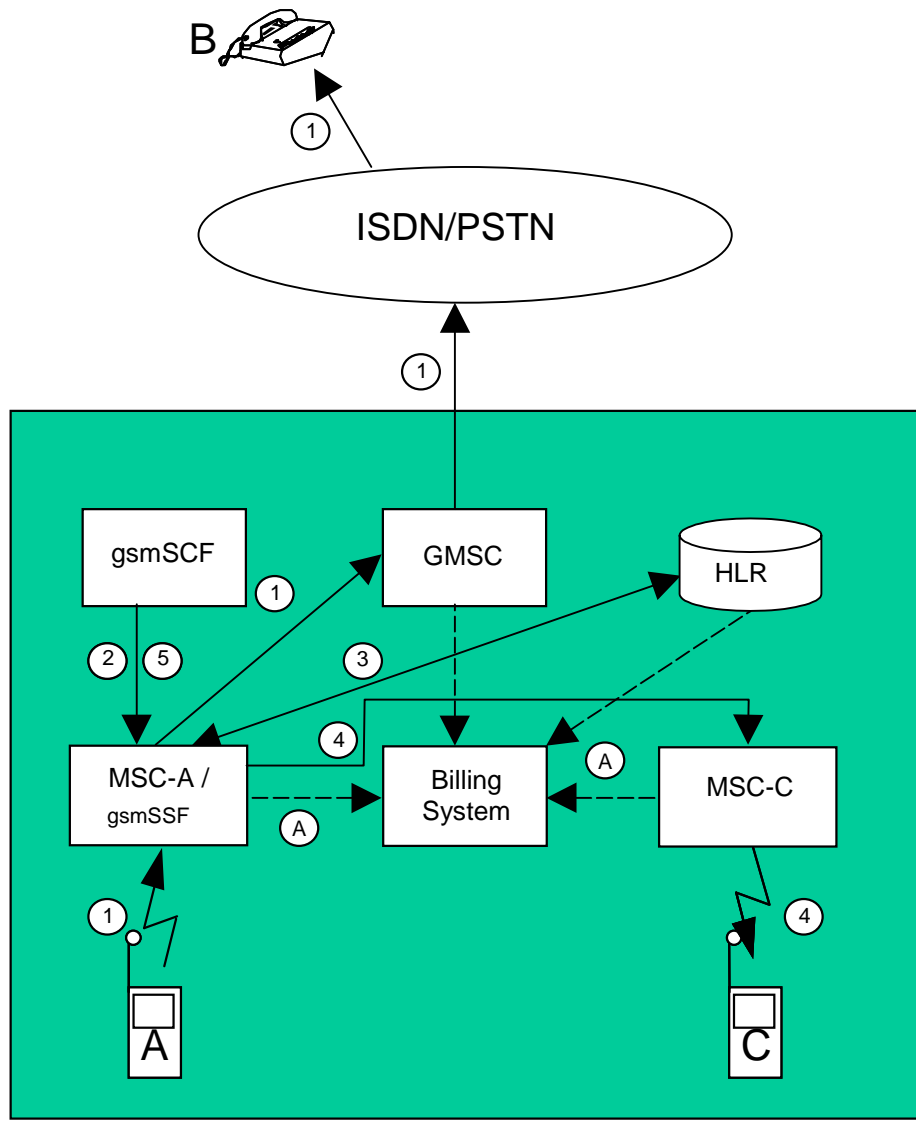 B
1
ISDN/PSTN
1
gsmSCF
GMSC
HLR
1
2
5
3
4
MSC-A /
gsmSSF
Billing
System
MSC-C
A
A
1
4
A
C